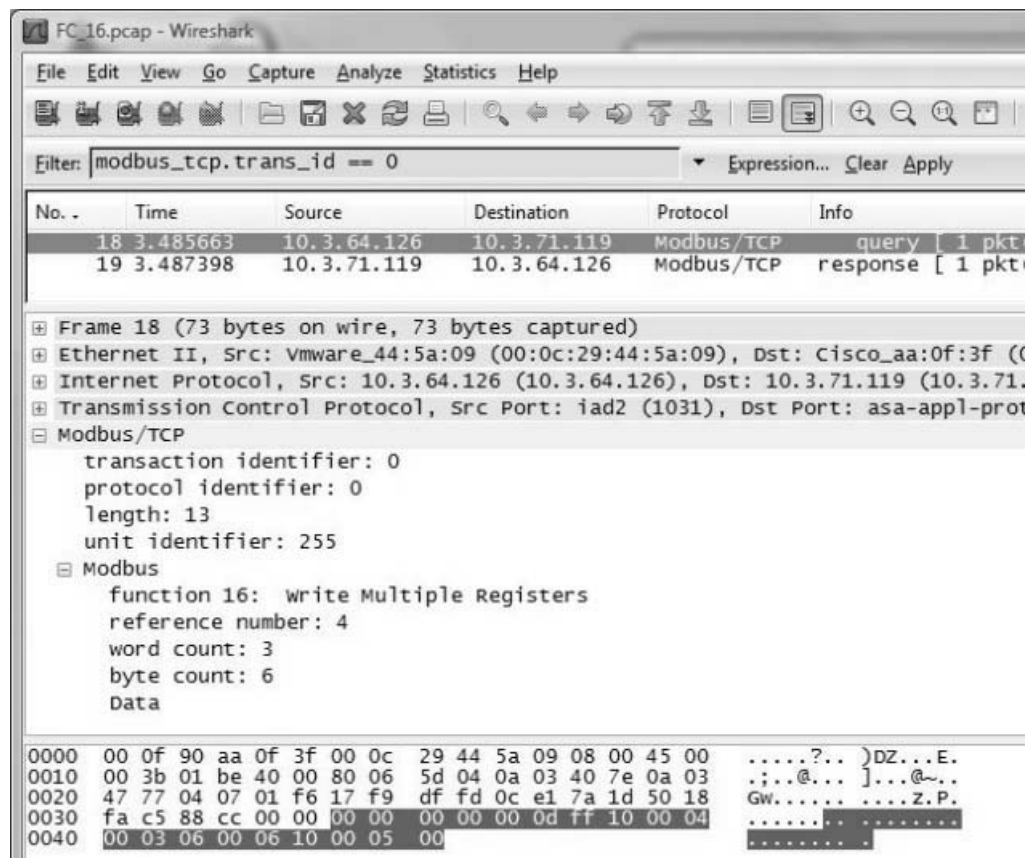 FC_16.pcap - Wireshark
File Edit View Go Capture Analyze Statistics Help
Filter: modbus_tcp.trans_id == 0 Expression... Clear Apply
No. . Time Source Destination Protocol Info
18 3.485663 10.3.64.126 10.3.71.119 Modbus/TCP query [ 1 pkt(
19 3.487398 10.3.71.119 10.3.64.126 Modbus/TCP response [ 1 pkt(
Frame 18 (73 bytes on wire, 73 bytes captured)
Ethernet II, Src: Vmware_44:5a:09 (00:0c:29:44:5a:09), Dst: Cisco_aa:0f:3f (0
Internet Protocol, Src: 10.3.64.126 (10.3.64.126), Dst: 10.3.71.119 (10.3.71.
Transmission Control Protocol, Src Port: iad2 (1031), Dst Port: asa-appl-prot
Modbus/TCP
transaction identifier: 0
protocol identifier: 0
length: 13
unit identifier: 255
Modbus
function 16: Write Multiple Registers
reference number: 4
word count: 3
byte count: 6
Data
0000 00 0f 90 aa 0f 3f 00 0c 29 44 5a 09 08 00 45 00 .....?.. )DZ...E.
0010 00 3b 01 be 40 00 80 06 5d 04 0a 03 40 7e 0a 03 .;..@... ]...@~..
0020 47 77 04 07 01 f6 17 f9 df fd 0c e1 7a 1d 50 18 Gw...... ....z.P.
0030 fa c5 88 cc 00 00 00 00 00 00 00 0d ff 10 00 04 ........ ........
0040 00 03 06 00 06 10 00 05 00 ........ .